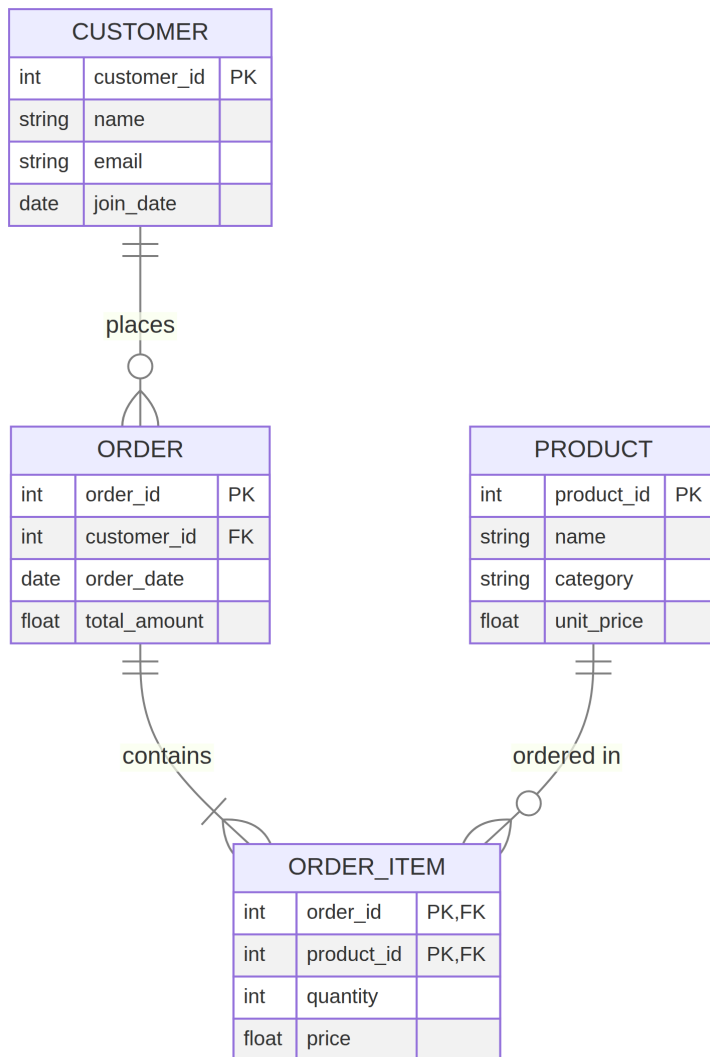 CUSTOMER
int customer_id PK
string name
string email
date join_date
places
ORDER
int order_id PK
int customer_id FK
date order_date
float total_amount
PRODUCT
int product_id PK
string name
string category
float unit_price
contains
ordered in
ORDER_ITEM
int order_id PK,FK
int product_id PK,FK
int quantity
float price